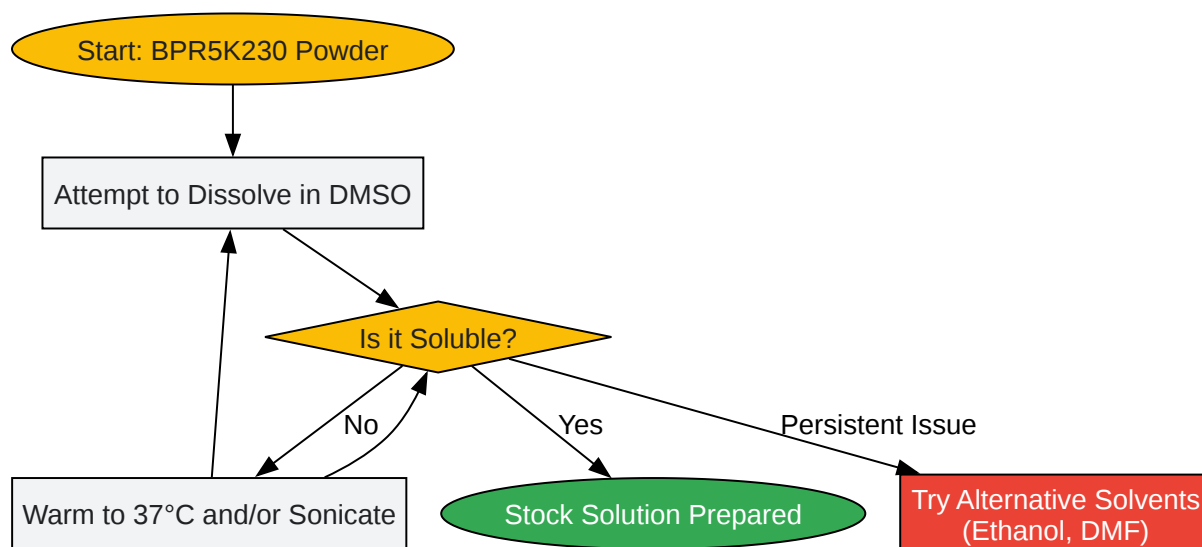 Start: BPR5K230 Powder
Attempt to Dissolve in DMSO
Is it Soluble?
No
Yes
Persistent Issue
Warm to 37°C and/or Sonicate
Stock Solution Prepared
Try Alternative Solvents
(Ethanol, DMF)